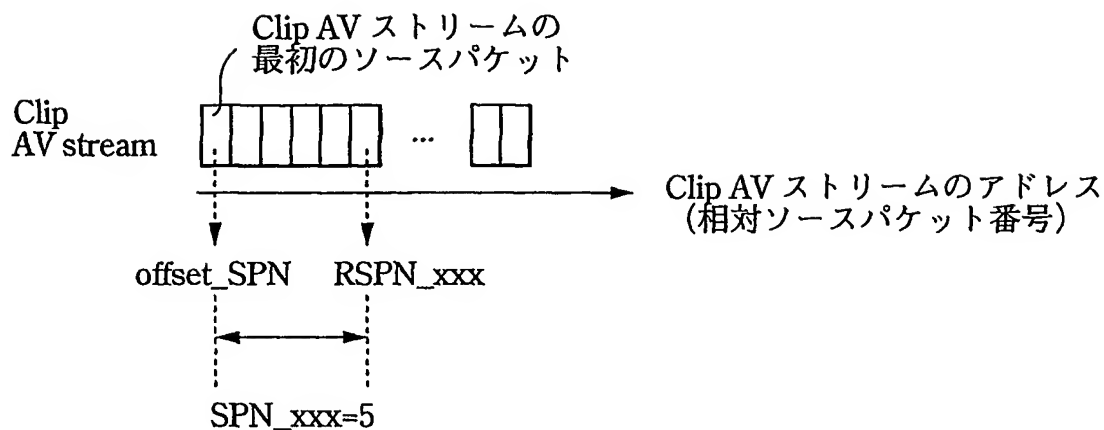 Clip AV ストリームの
最初のソースパケット
Clip
AV stream
...
Clip AV ストリームのアドレス
(相対ソースパケット番号)
offset_SPN RSPN_xxx
SPN_xxx=5